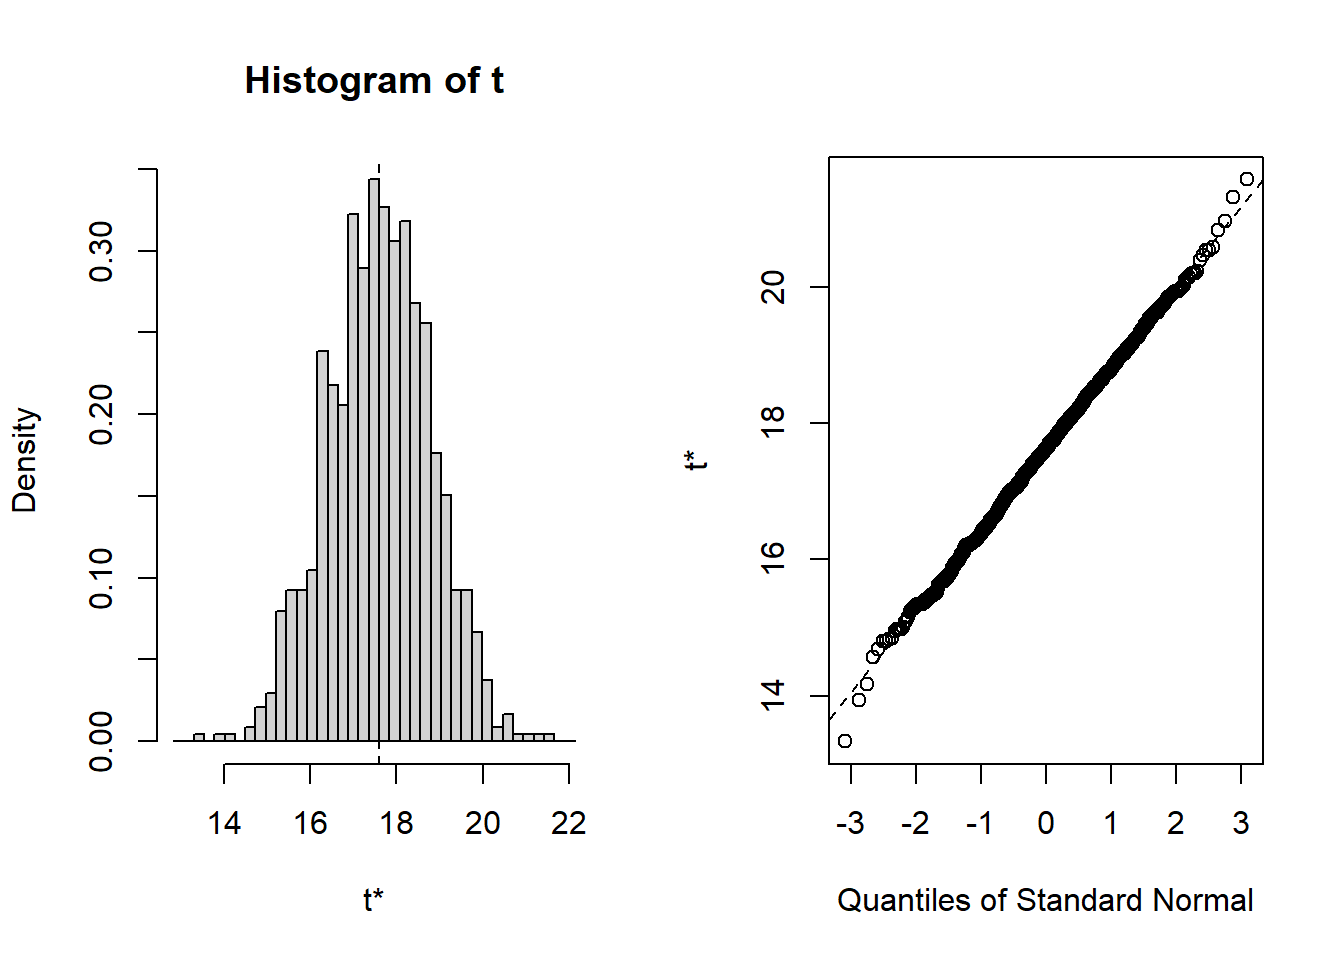 Histogram of t
Density
0.00 0.10 0.20 0.30
14 16 18 20 22
t*
t*
14 16 18 20
-3 -2 -1 0 1 2 3
Quantiles of Standard Normal